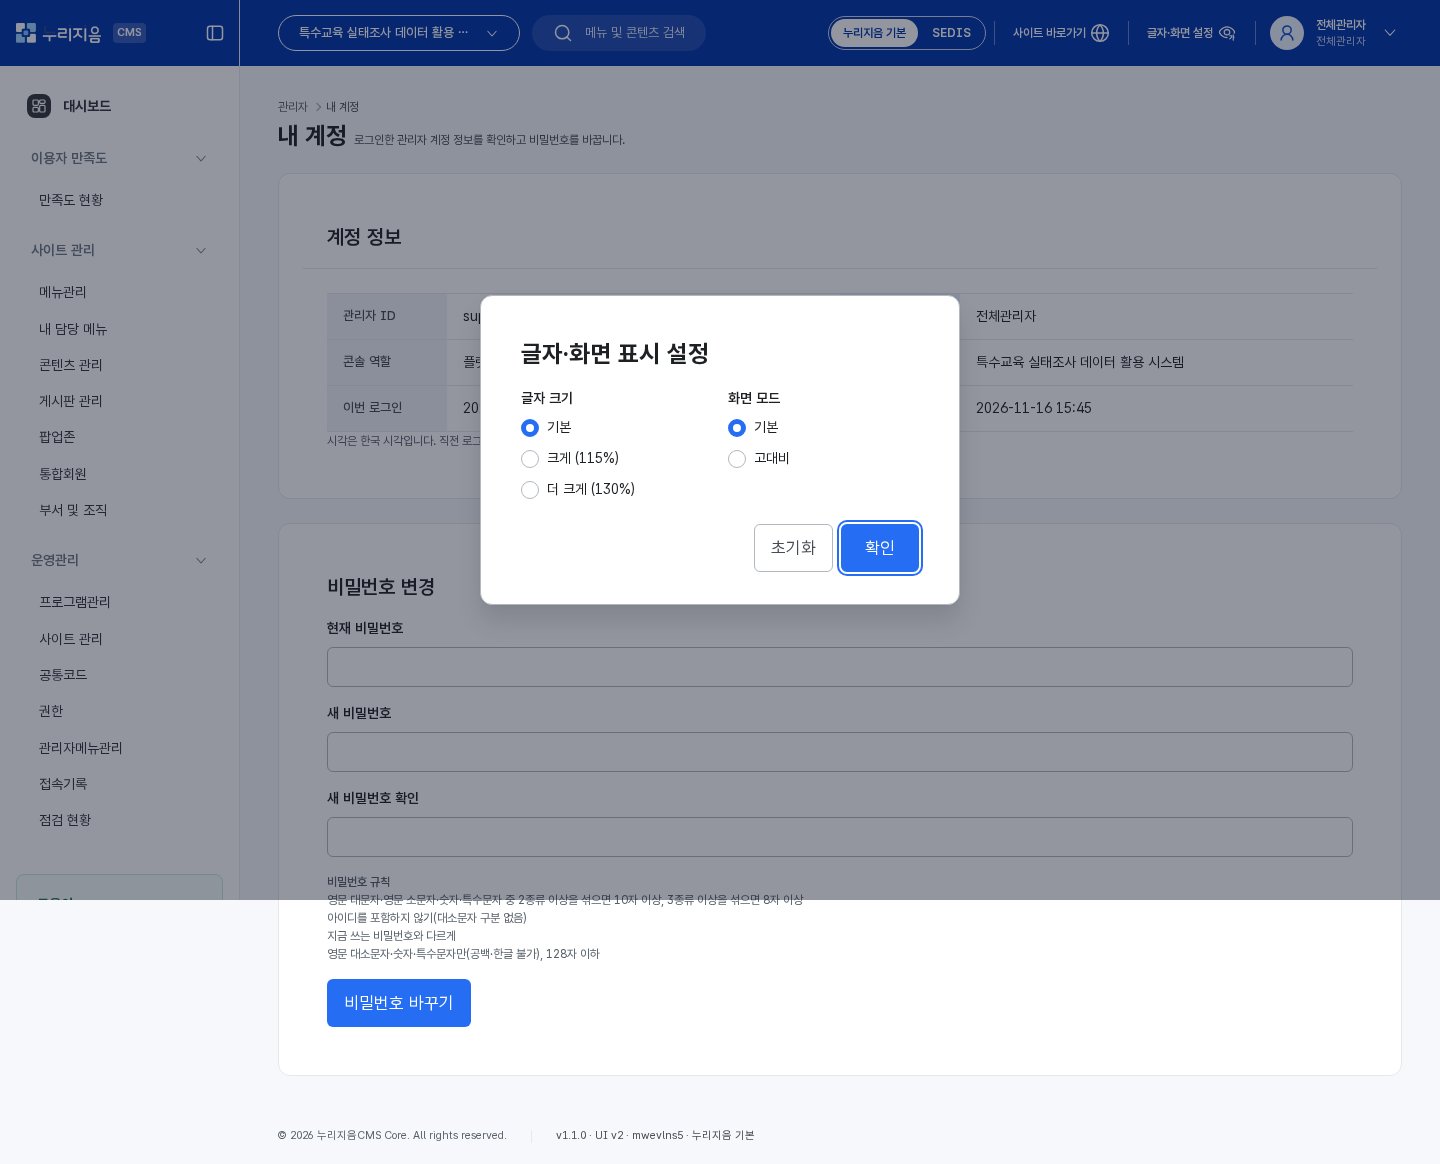 누리지음 CMS
특수교육 실태조사 데이터 활용 ···
메뉴 및 콘텐츠 검색
누리지음 기본
SEDIS
사이트 바로가기
글자·화면 설정
전체관리자
전체관리자
대시보드
이용자 만족도
만족도 현황
사이트 관리
메뉴관리
내 담당 메뉴
콘텐츠 관리
게시판 관리
팝업존
통합회원
부서 및 조직
운영관리
프로그램관리
사이트 관리
공통코드
권한
관리자메뉴관리
접속기록
점검 현황
관리자 > 내 계정
내 계정 로그인한 관리자 계정 정보를 확인하고 비밀번호를 바꿉니다.
계정 정보
관리자 ID
전체관리자
콘솔 역할
특수교육 실태조사 데이터 활용 시스템
이번 로그인 20
2026-11-16 15:45
시각은 한국 시각입니다. 직전 로그
글자·화면 표시 설정
글자 크기
기본
크게 (115%)
더 크게 (130%)
화면 모드
기본
고대비
초기화
확인
비밀번호 변경
현재 비밀번호
새 비밀번호
새 비밀번호 확인
비밀번호 규칙
영문 대문자·영문 소문자·숫자·특수문자 중 2종류 이상을 섞으면 10자 이상, 3종류 이상을 섞으면 8자 이상
아이디를 포함하지 않기(대소문자 구분 없음)
지금 쓰는 비밀번호와 다르게
영문 대소문자·숫자·특수문자만(공백·한글 불가), 128자 이하
비밀번호 바꾸기
© 2026 누리지음CMS Core. All rights reserved.
v1.1.0 · UI v2 · mwevlns5 · 누리지음 기본